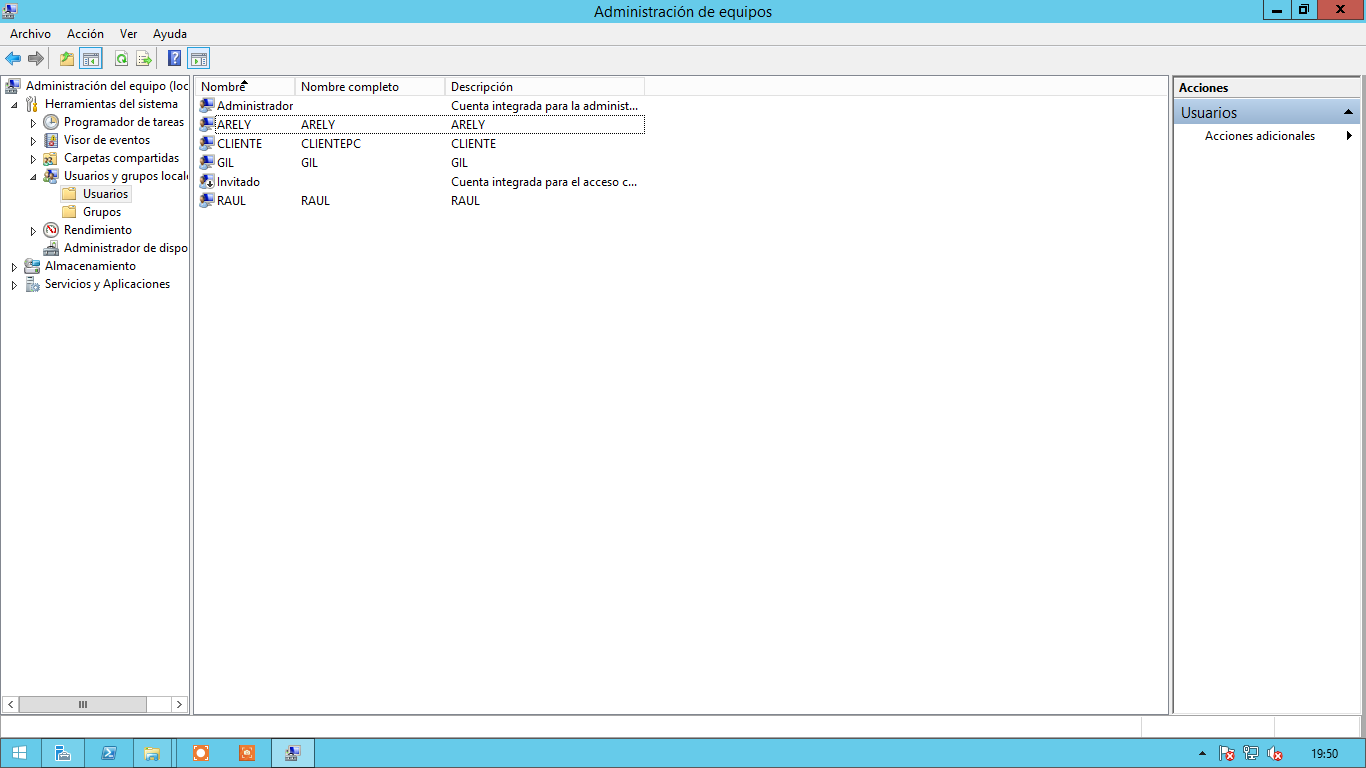 Administración de equipos
Archivo Acción Ver Ayuda
Administración del equipo (loc
Herramientas del sistema
Programador de tareas
Visor de eventos
Carpetas compartidas
Usuarios y grupos locale
Usuarios
Grupos
Rendimiento
Administrador de dispo
Almacenamiento
Servicios y Aplicaciones
Nombre Nombre completo Descripción
Administrador Cuenta integrada para la administ...
ARELY ARELY ARELY
CLIENTE CLIENTEPC CLIENTE
GIL GIL GIL
Invitado Cuenta integrada para el acceso c...
RAUL RAUL RAUL
Acciones
Usuarios
Acciones adicionales
19:50